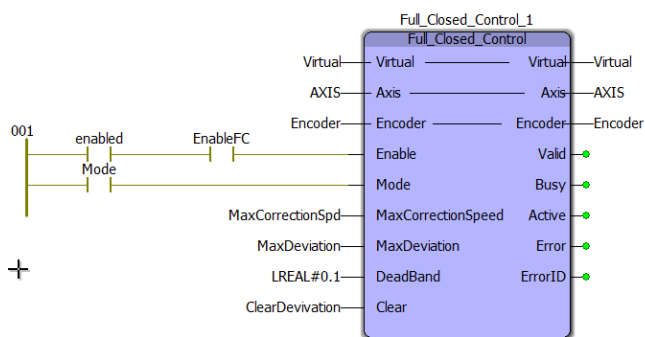 Full_Closed_Control_1
Full_Closed_Control
Virtual Virtual Virtual Virtual
AXIS Axis Axis AXIS
Encoder Encoder Encoder Encoder
001 enabled EnableFC Enable Valid
Mode Mode Busy
MaxCorrectionSpd MaxCorrectionSpeed Active
MaxDeviation MaxDeviation Error
LREAL#0.1 DeadBand ErrorID
ClearDevivation Clear